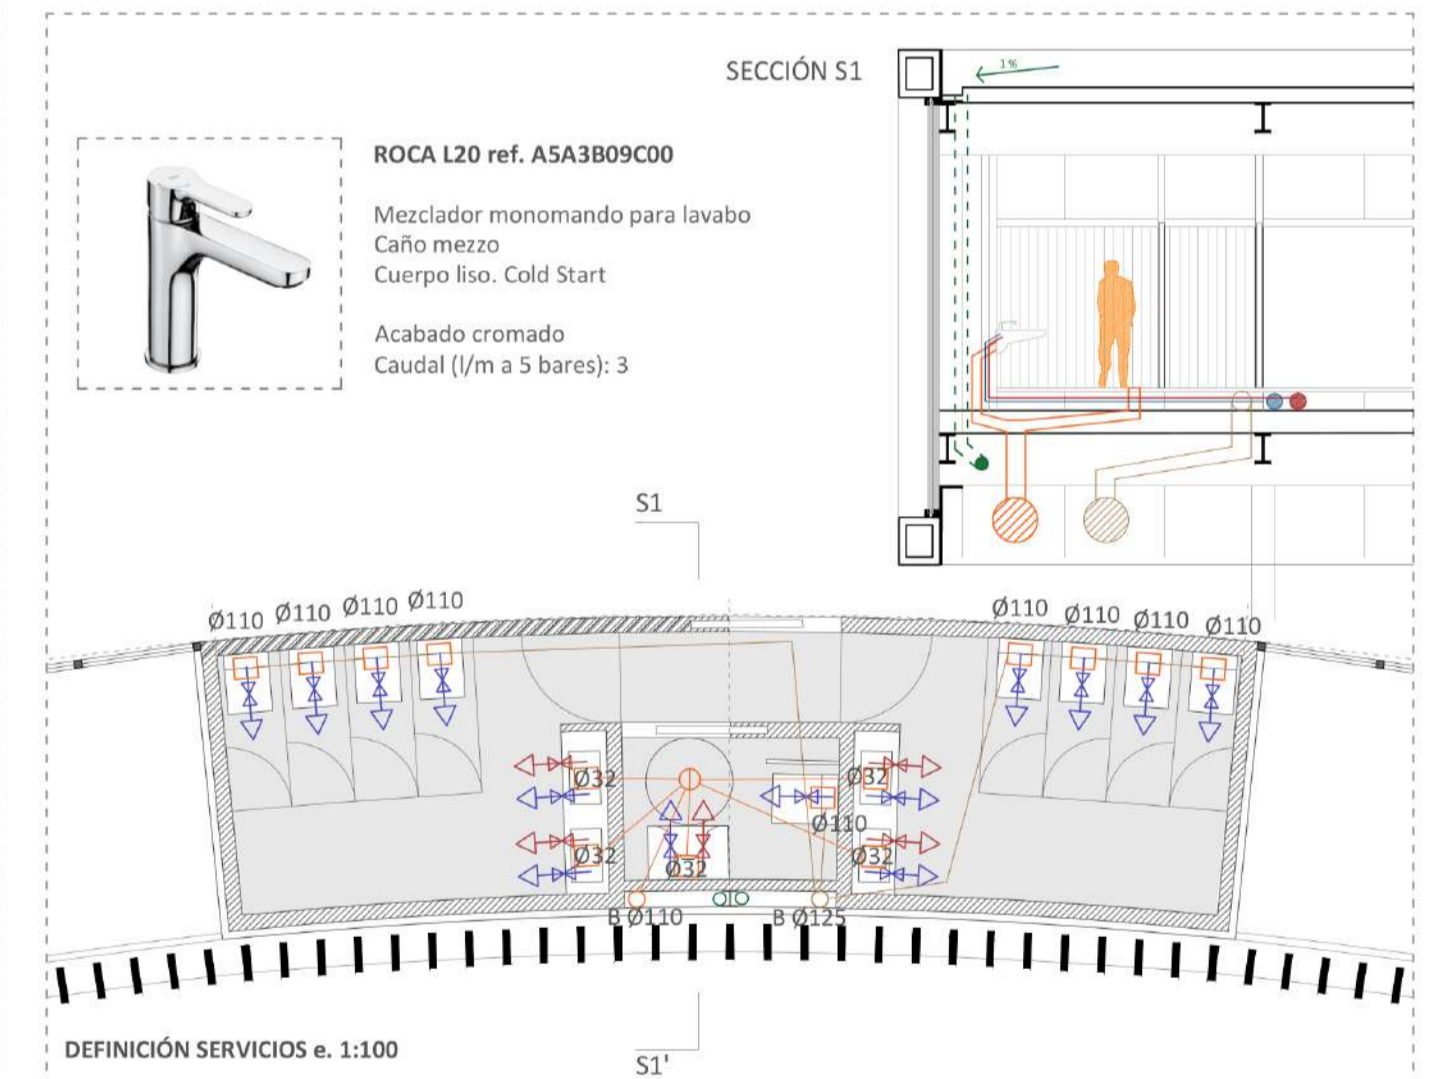 SECCIÓN S1
1%
ROCA L20 ref. A5A3B09C00
Mezclador monomando para lavabo
Caño mezzo
Cuerpo liso. Cold Start
Acabado cromado
Caudal (l/m a 5 bares): 3
S1
Ø110 Ø110 Ø110 Ø110
Ø110 Ø110 Ø110 Ø110
Ø32
Ø32
Ø110
Ø32
Ø32
Ø32
B Ø110
B Ø125
DEFINICIÓN SERVICIOS e. 1:100
S1'